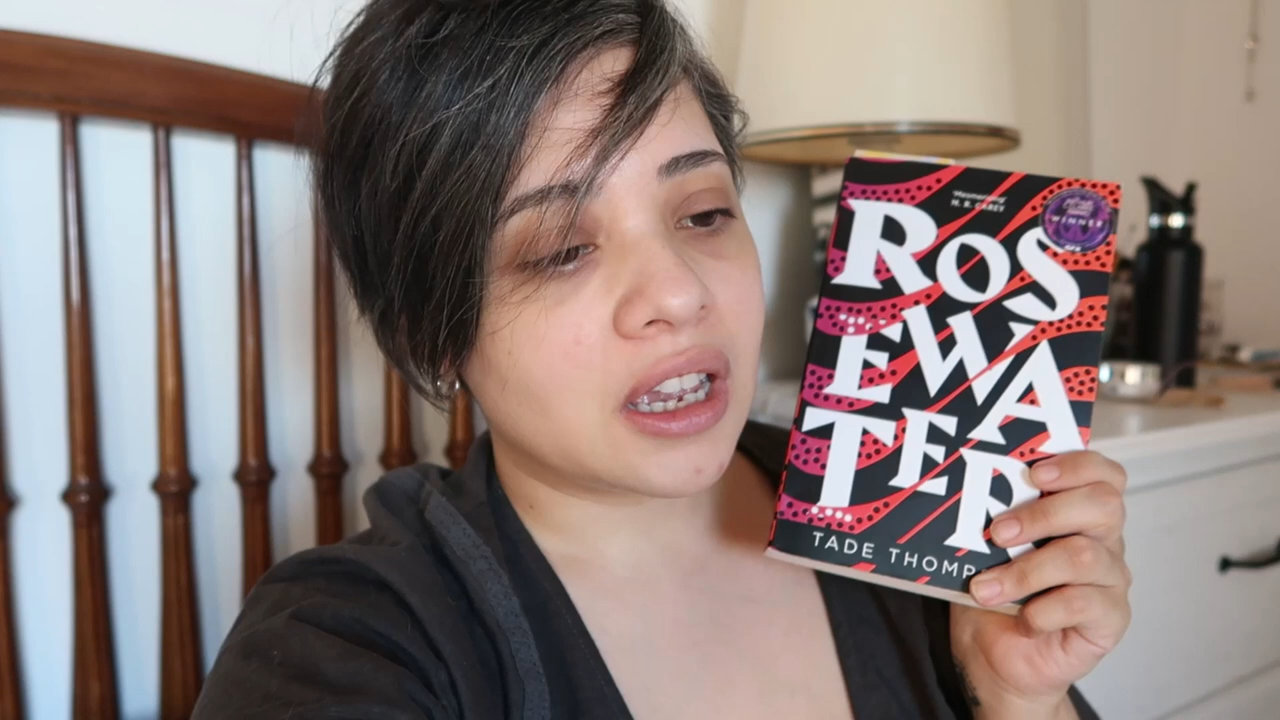 'Mesmerising'
M. R. CAREY
WINNER
ROS
EWA
TER
TADE THOMP